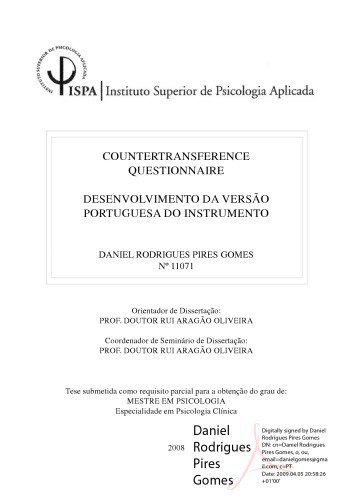 INSTITUTO SUPERIOR DE PSICOLOGIA APLICADA
ISPA Instituto Superior de Psicologia Aplicada
COUNTERTRANSFERENCE
QUESTIONNAIRE
DESENVOLVIMENTO DA VERSÃO
PORTUGUESA DO INSTRUMENTO
DANIEL RODRIGUES PIRES GOMES
Nº 11071
Orientador de Dissertação:
PROF. DOUTOR RUI ARAGÃO OLIVEIRA
Coordenador de Seminário de Dissertação:
PROF. DOUTOR RUI ARAGÃO OLIVEIRA
Tese submetida como requisito parcial para a obtenção do grau de:
MESTRE EM PSICOLOGIA
Especialidade em Psicologia Clínica
2008
Daniel
Rodrigues
Pires
Gomes
Digitally signed by Daniel
Rodrigues Pires Gomes
DN: cn=Daniel Rodrigues
Pires Gomes, o, ou,
email=danielgomes@gma
il.com, c=PT
Date: 2009.04.05 20:58:26
+01'00'